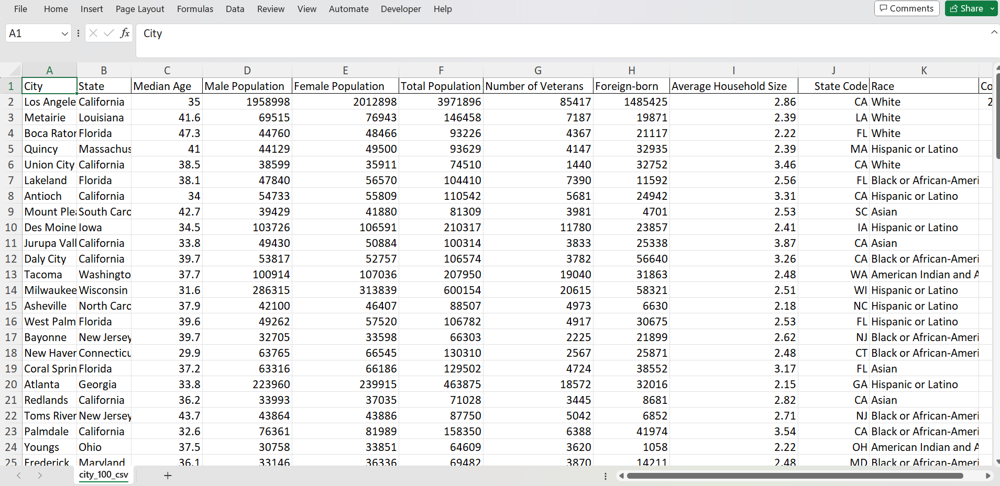 File Home Insert Page Layout Formulas Data Review View Automate Developer Help Comments Share
A1 fx City
A B C D E F G H I J K
1 City State Median Age Male Population Female Population Total Population Number of Veterans Foreign-born Average Household Size State Code Race Co
2 Los Angele California 35 1958998 2012898 3971896 85417 1485425 2.86 CA White 2
3 Metairie Louisiana 41.6 69515 76943 146458 7187 19871 2.39 LA White
4 Boca Raton Florida 47.3 44760 48466 93226 4367 21117 2.22 FL White
5 Quincy Massachus 41 44129 49500 93629 4147 32935 2.39 MA Hispanic or Latino
6 Union City California 38.5 38599 35911 74510 1440 32752 3.46 CA White
7 Lakeland Florida 38.1 47840 56570 104410 7390 11592 2.56 FL Black or African-Ameri
8 Antioch California 34 54733 55809 110542 5681 24942 3.31 CA Hispanic or Latino
9 Mount Plea South Caro 42.7 39429 41880 81309 3981 4701 2.53 SC Asian
10 Des Moine Iowa 34.5 103726 106591 210317 11780 23857 2.41 IA Hispanic or Latino
11 Jurupa Vall California 33.8 49430 50884 100314 3833 25338 3.87 CA Asian
12 Daly City California 39.7 53817 52757 106574 3782 56640 3.26 CA Black or African-Ameri
13 Tacoma Washingto 37.7 100914 107036 207950 19040 31863 2.48 WA American Indian and A
14 Milwaukee Wisconsin 31.6 286315 313839 600154 20615 58321 2.51 WI Hispanic or Latino
15 Asheville North Caro 37.9 42100 46407 88507 4973 6630 2.18 NC Hispanic or Latino
16 West Palm Florida 39.6 49262 57520 106782 4917 30675 2.53 FL Hispanic or Latino
17 Bayonne New Jersey 39.7 32705 33598 66303 2225 21899 2.62 NJ Black or African-Ameri
18 New Haven Connecticu 29.9 63765 66545 130310 2567 25871 2.48 CT Black or African-Ameri
19 Coral Sprin Florida 37.2 63316 66186 129502 4724 38552 3.17 FL Asian
20 Atlanta Georgia 33.8 223960 239915 463875 18572 32016 2.15 GA Hispanic or Latino
21 Redlands California 36.2 33993 37035 71028 3445 8681 2.82 CA Asian
22 Toms River New Jersey 43.7 43864 43886 87750 5042 6852 2.71 NJ Black or African-Ameri
23 Palmdale California 32.6 76361 81989 158350 6388 41974 3.54 CA Black or African-Ameri
24 Youngs Ohio 37.5 30758 33851 64609 3620 1058 2.22 OH American Indian and A
25 Frederick Maryland 36.1 33146 36336 69482 3870 14211 2.48 MD Black or African-Ameri
city_100_csv